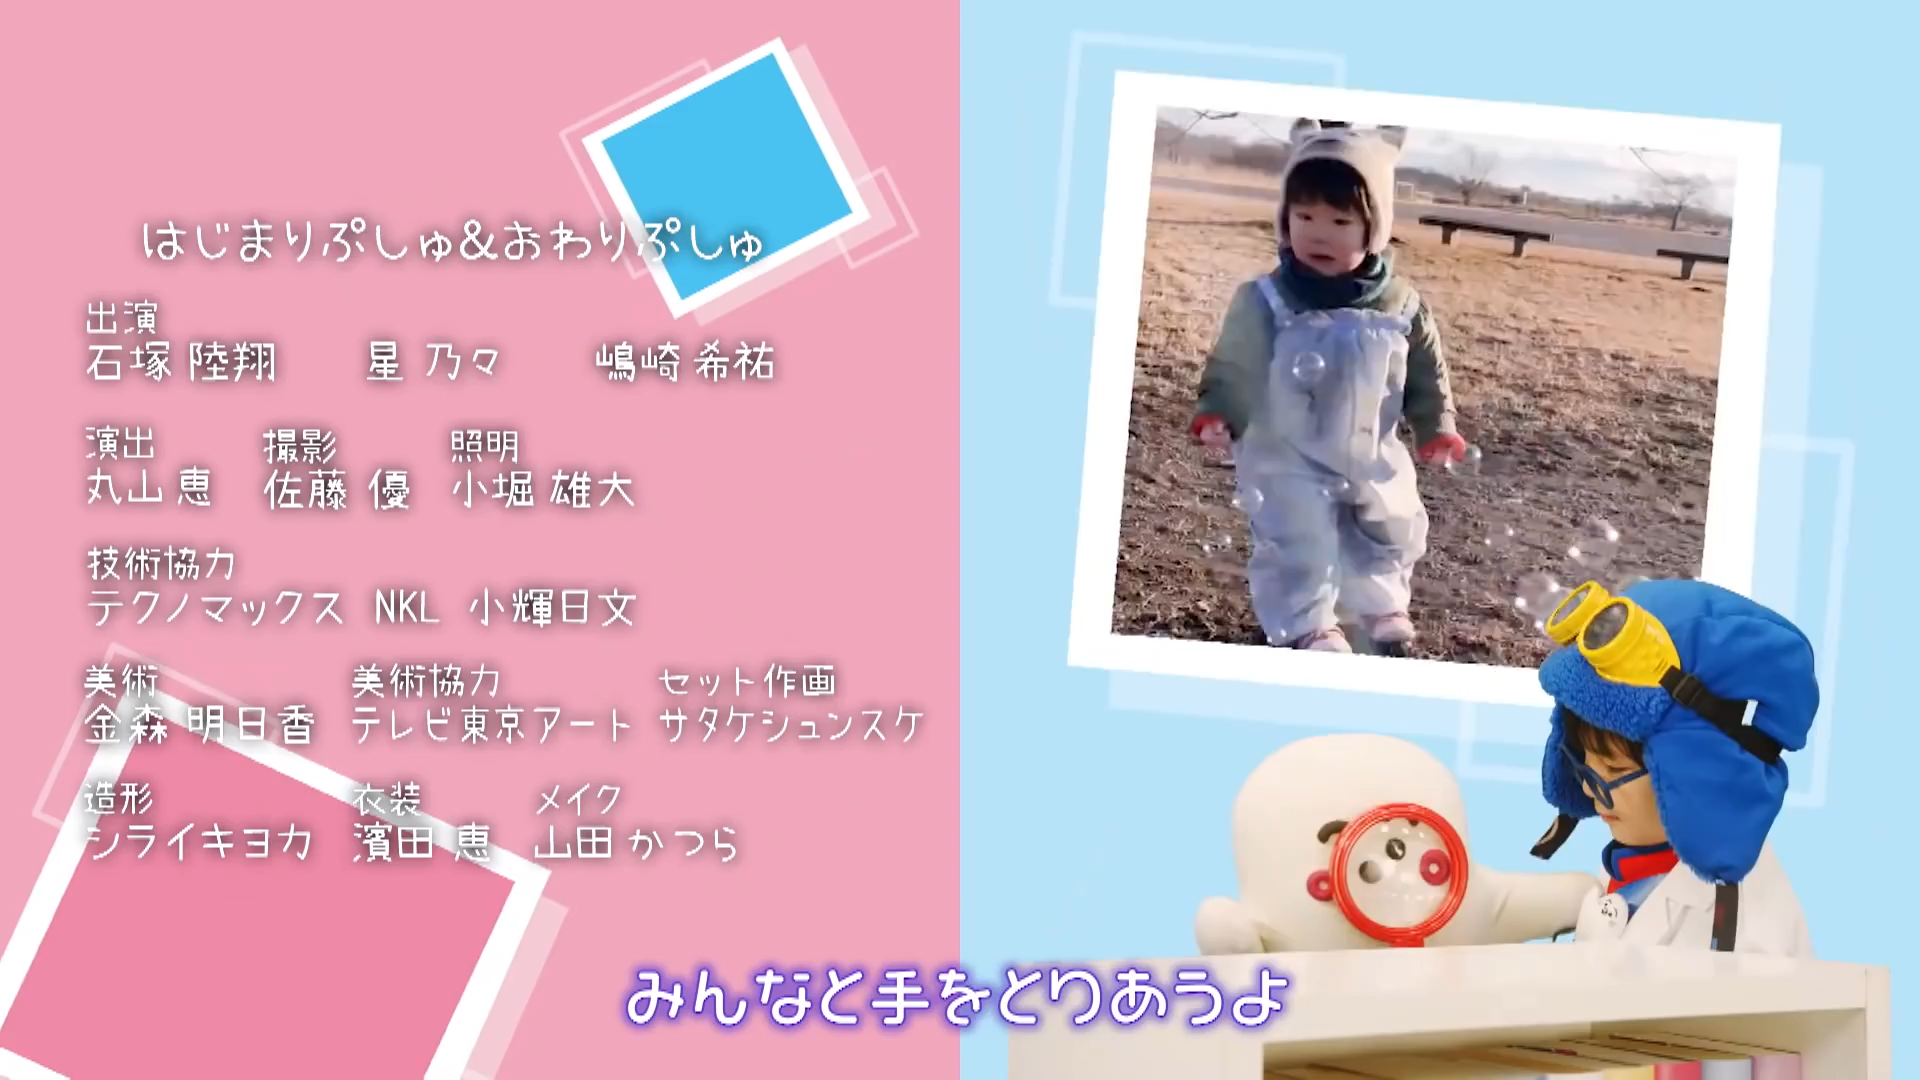 はじまりぷしゅ&おわりぷしゅ
出演
石塚 陸翔 星 乃々 嶋崎 希祐
演出 撮影 照明
丸山 恵 佐藤 優 小堀 雄大
技術協力
テクノマックス NKL 小輝日文
美術 美術協力 セット作画
金森 明日香 テレビ東京アート サタケシュンスケ
造形 衣装 メイク
シライキヨカ 濱田 恵 山田 かつら
みんなと手をとりあうよ